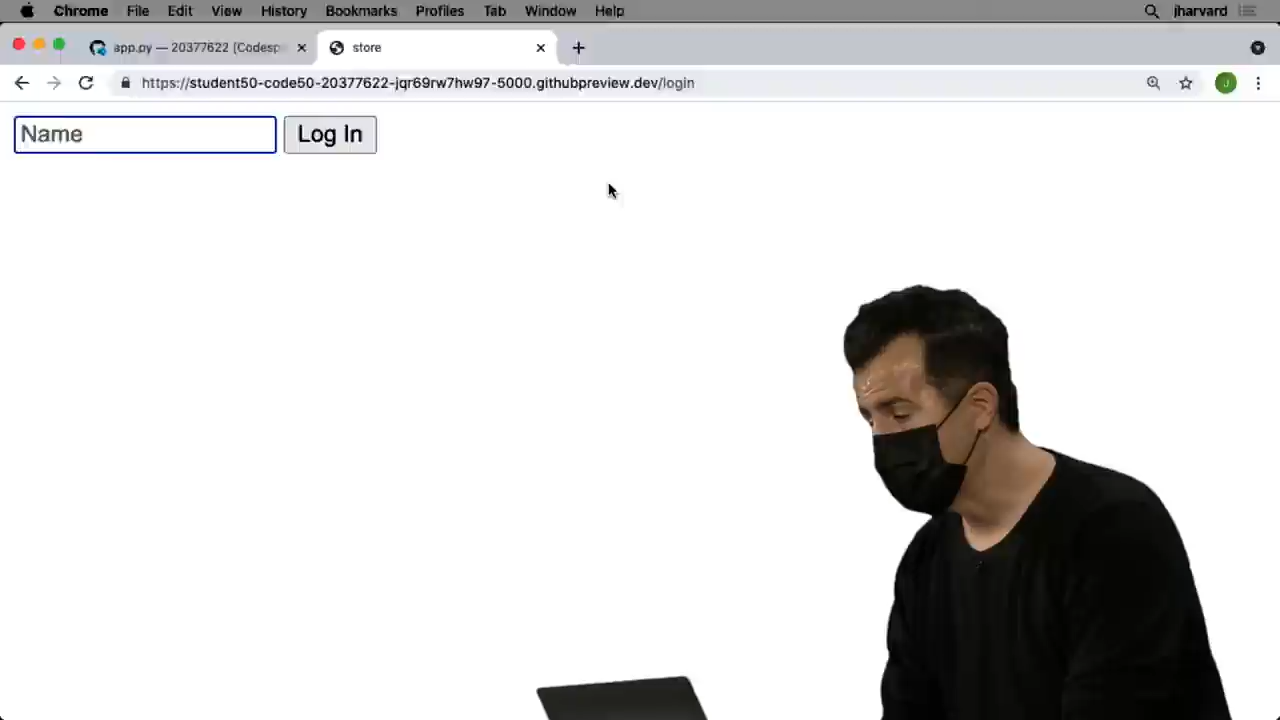 Chrome File Edit View History Bookmarks Profiles Tab Window Help jharvard
app.py — 20377622 [Codesp
store
https://student50-code50-20377622-jqr69rw7hw97-5000.githubpreview.dev/login
J
Name
Log In